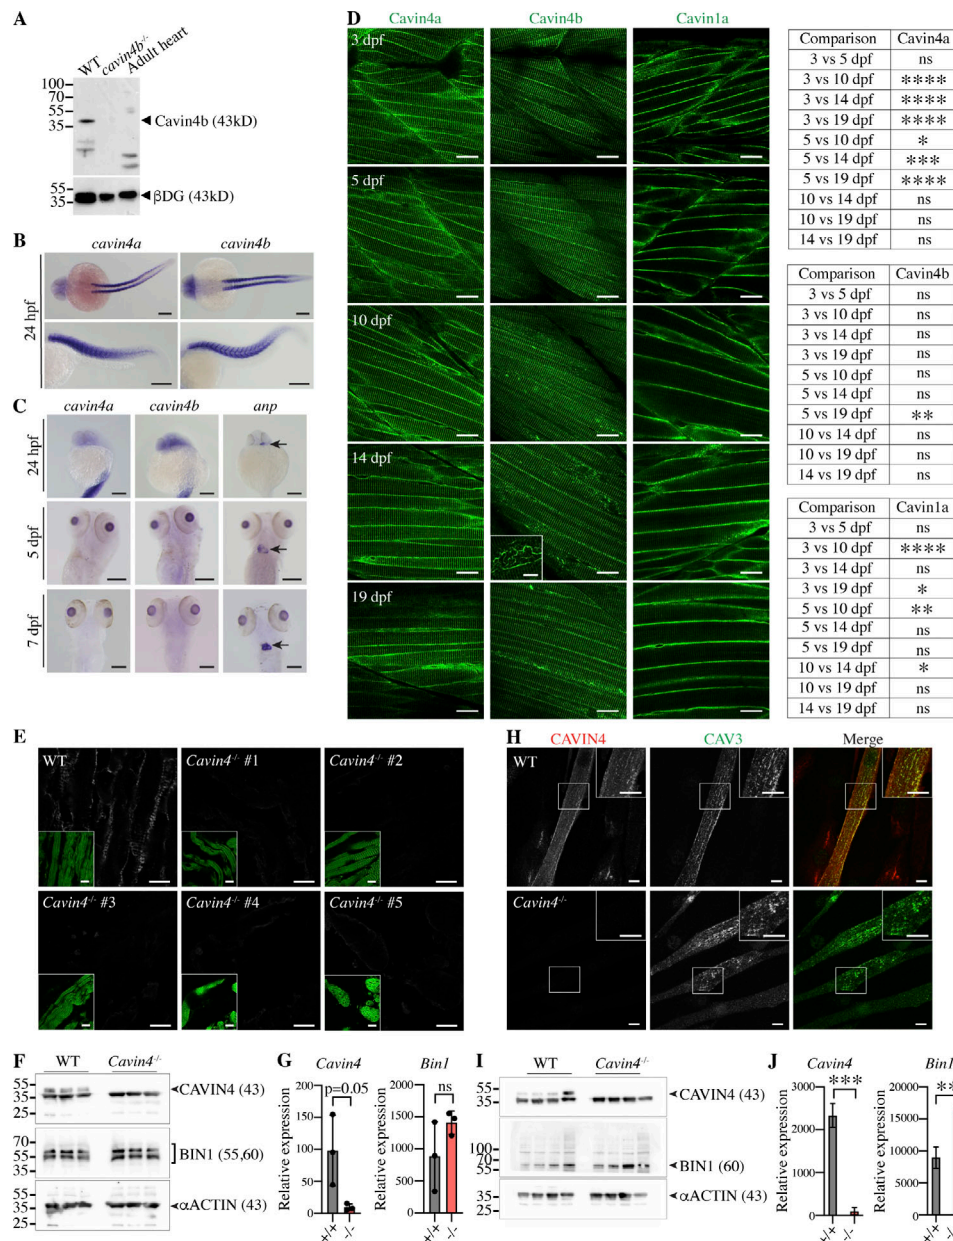 A
WT
cavin4b-/-
Adult heart
100
70
55
35
Cavin4b (43kD)
55
35
βDG (43kD)
B
cavin4a cavin4b
24 hpf
C
cavin4a cavin4b anp
24 hpf
5 dpf
7 dpf
D
Cavin4a Cavin4b Cavin1a
3 dpf
5 dpf
10 dpf
14 dpf
19 dpf
Comparison Cavin4a
3 vs 5 dpf ns
3 vs 10 dpf ****
3 vs 14 dpf ****
3 vs 19 dpf ****
5 vs 10 dpf *
5 vs 14 dpf ***
5 vs 19 dpf ****
10 vs 14 dpf ns
10 vs 19 dpf ns
14 vs 19 dpf ns
Comparison Cavin4b
3 vs 5 dpf ns
3 vs 10 dpf ns
3 vs 14 dpf ns
3 vs 19 dpf ns
5 vs 10 dpf ns
5 vs 14 dpf ns
5 vs 19 dpf **
10 vs 14 dpf ns
10 vs 19 dpf ns
14 vs 19 dpf ns
Comparison Cavin1a
3 vs 5 dpf ns
3 vs 10 dpf ****
3 vs 14 dpf ns
3 vs 19 dpf *
5 vs 10 dpf **
5 vs 14 dpf ns
5 vs 19 dpf ns
10 vs 14 dpf *
10 vs 19 dpf ns
14 vs 19 dpf ns
E
WT Cavin4-/- #1 Cavin4-/- #2
Cavin4-/- #3 Cavin4-/- #4 Cavin4-/- #5
H
CAVIN4 CAV3 Merge
WT
Cavin4-/-
F
WT Cavin4-/-
55
35
25
CAVIN4 (43)
70
55
35
BIN1 (55,60)
55
35
25
αACTIN (43)
G
Cavin4
p=0.05
Relative expression
200
150
100
50
0
+/+ -/-
Bin1
ns
Relative expression
2000
1500
1000
500
0
+/+ -/-
I
WT Cavin4-/-
55
35
25
CAVIN4 (43)
100
70
55
BIN1 (60)
35
25
αACTIN (43)
J
Cavin4
***
Relative expression
3000
2000
1000
0
+/+ -/-
Bin1
Relative expression
20000
15000
10000
5000
0
+/+ -/-